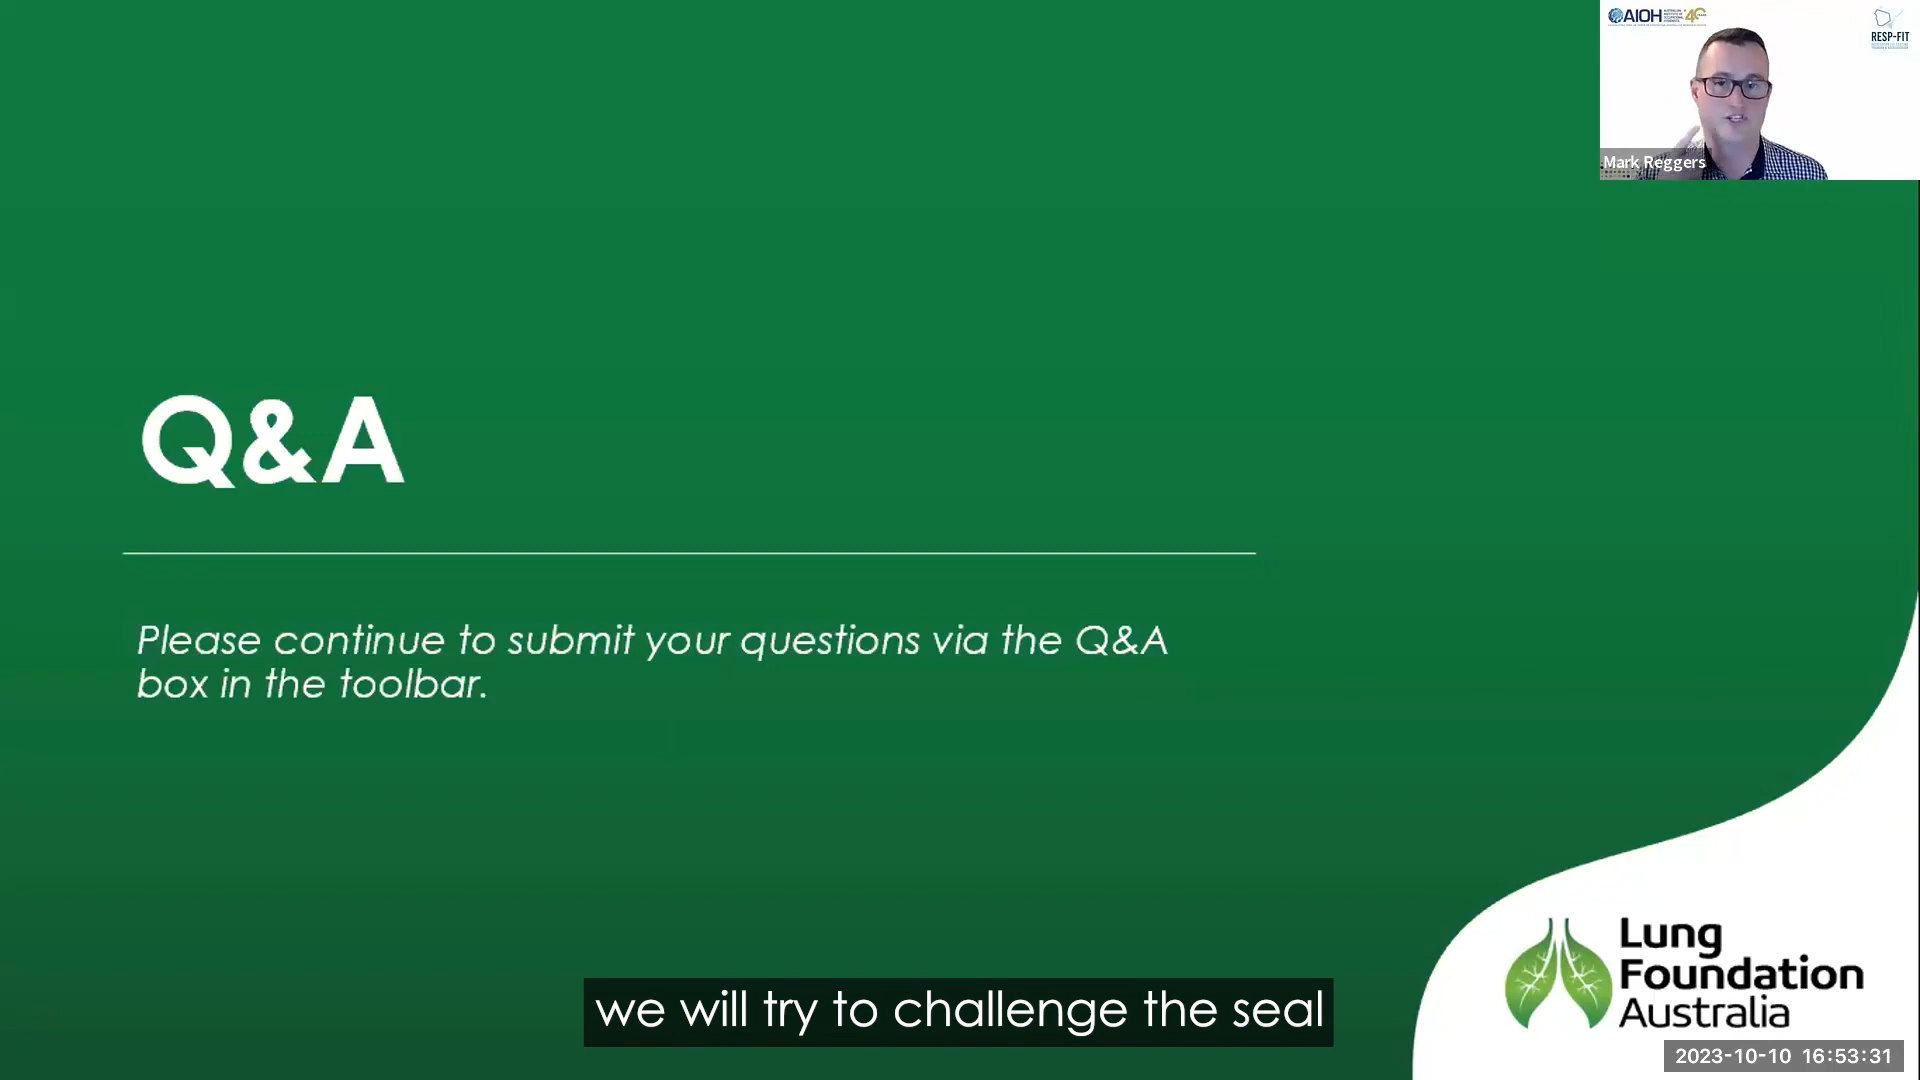 AIOH
40
RESP-FIT
Mark Reggers
Q&A
Please continue to submit your questions via the Q&A
box in the toolbar.
we will try to challenge the seal
Lung
Foundation
Australia
2023-10-10 16:53:31